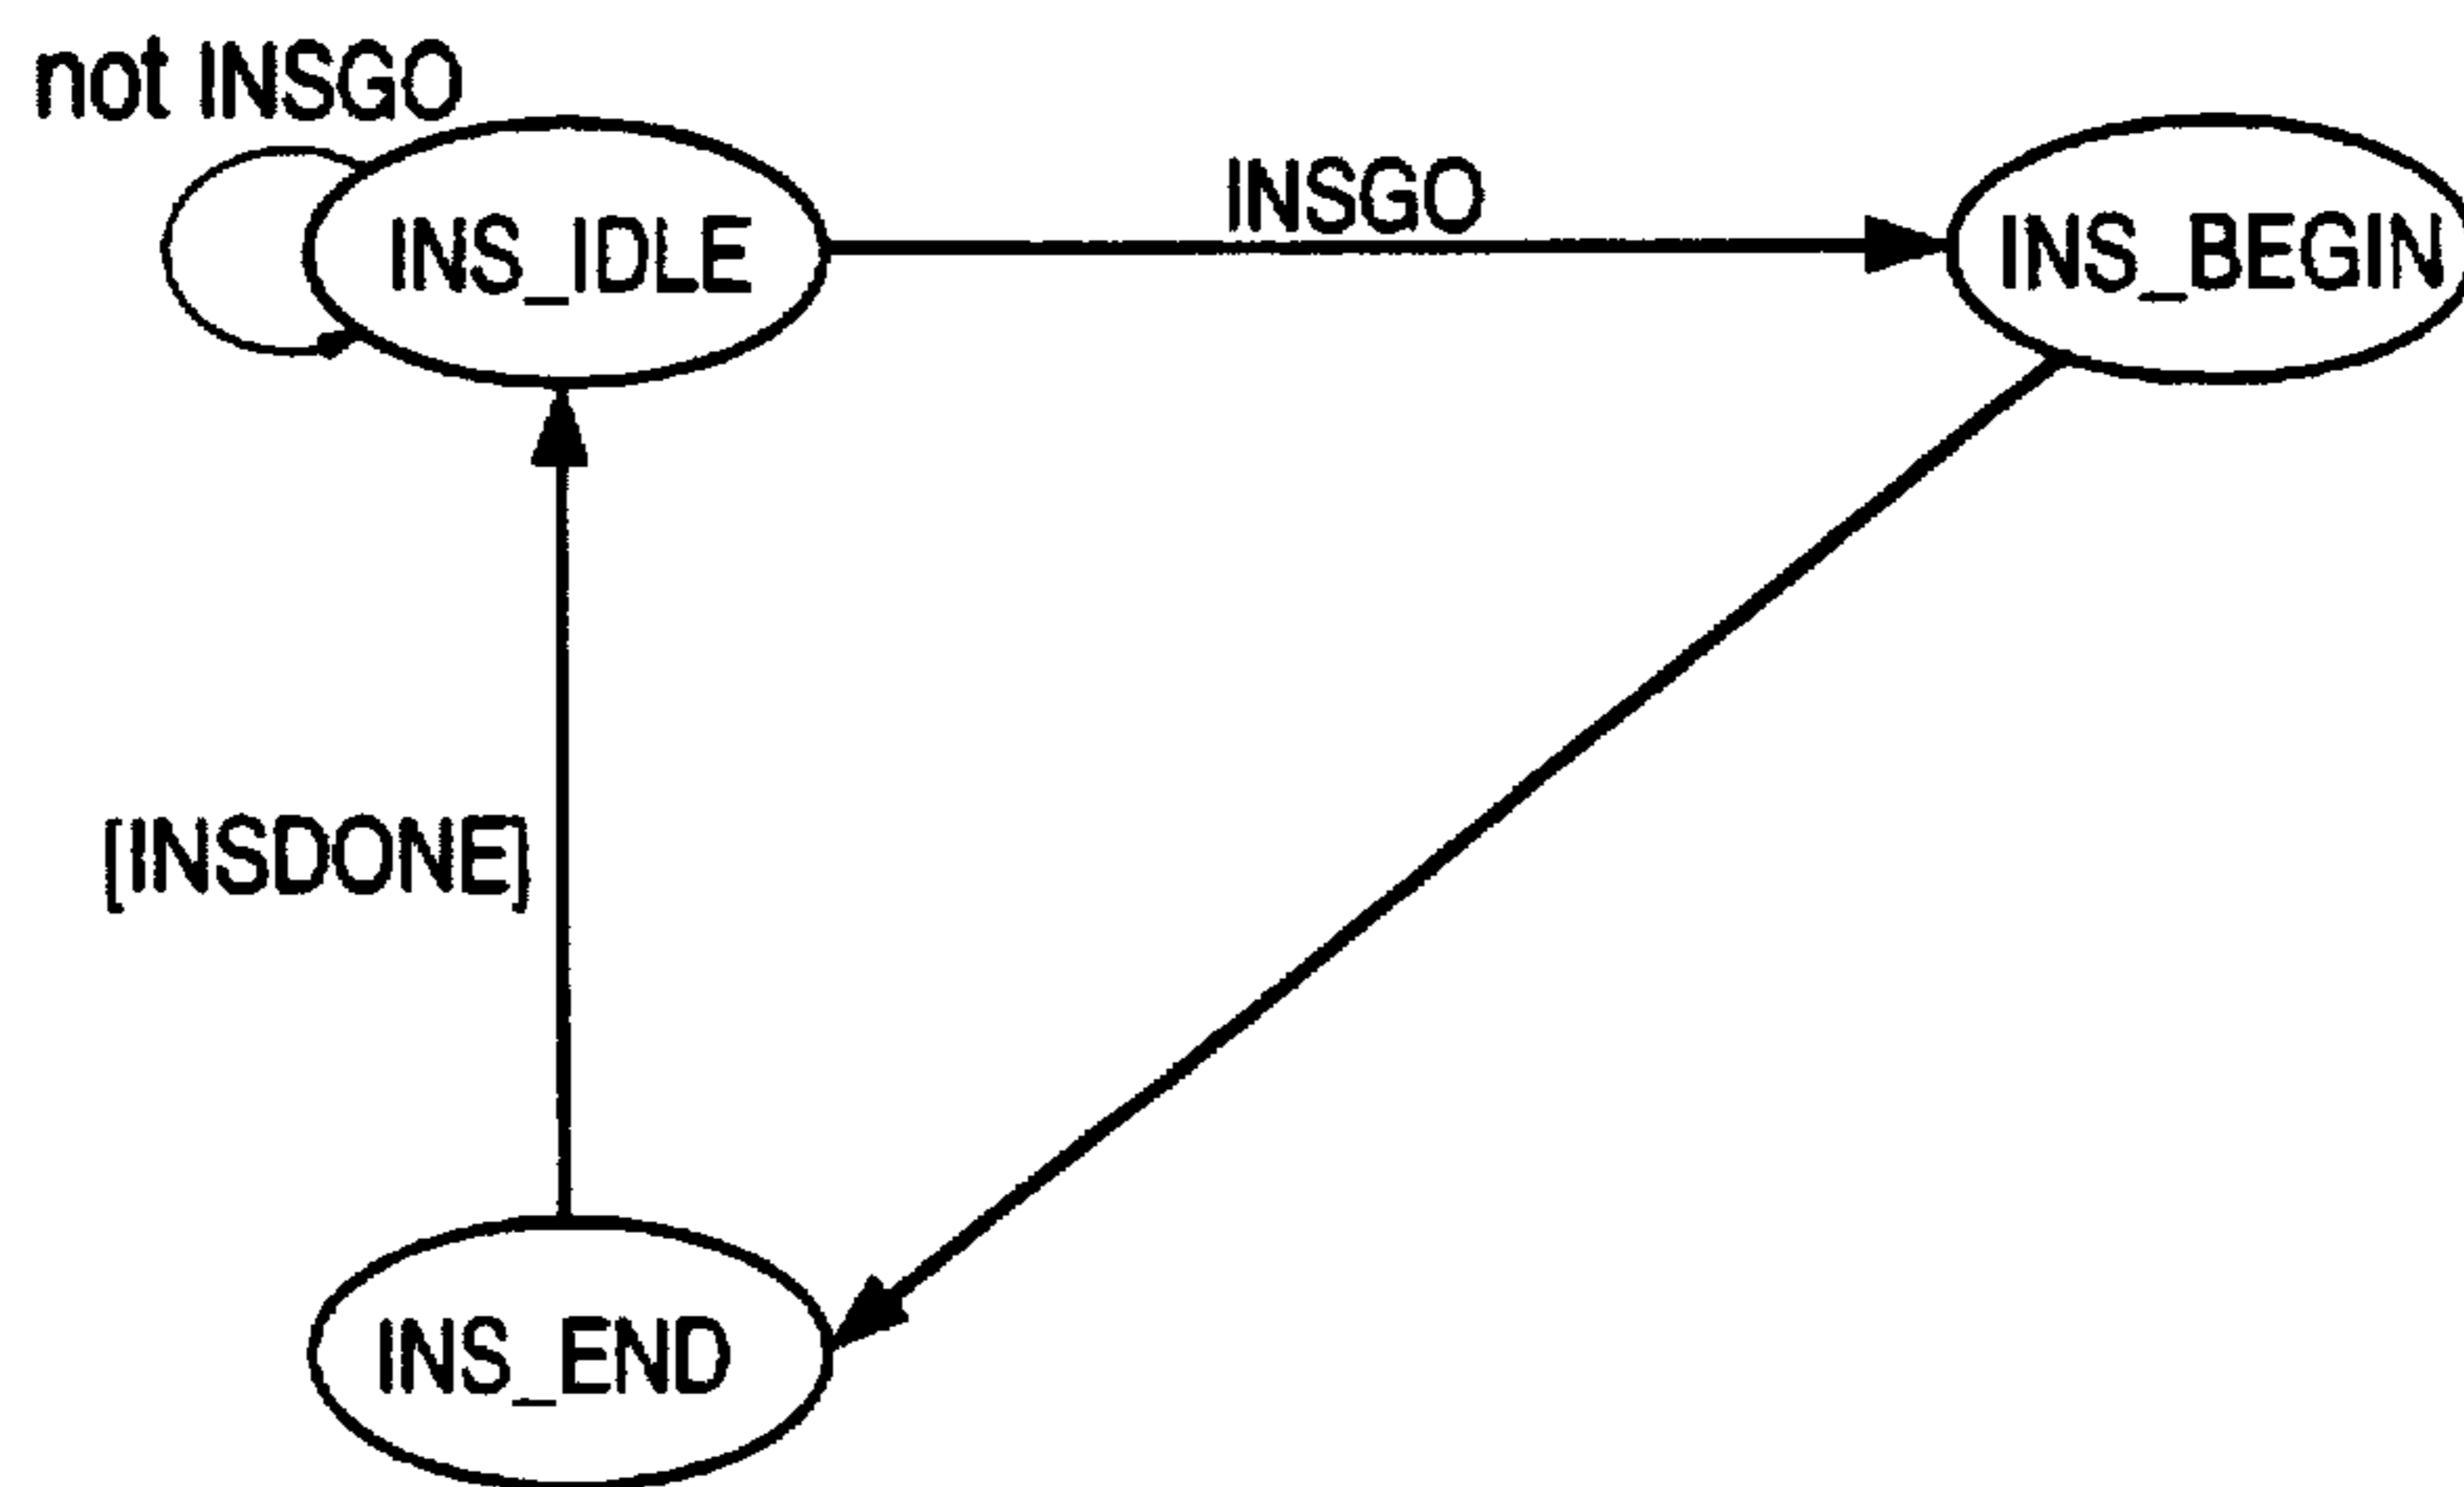 not INSGO
INSGO
INS_IDLE
INS_BEGIN
[INSDONE]
INS_END